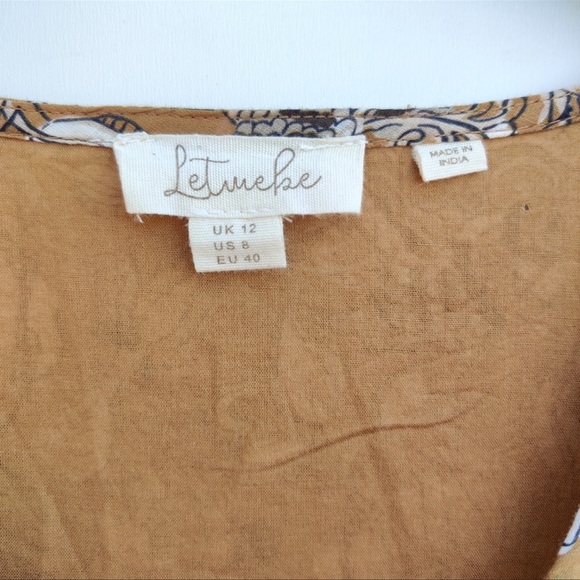 Letmebe
MADE IN
INDIA
UK 12
US 8
EU 40